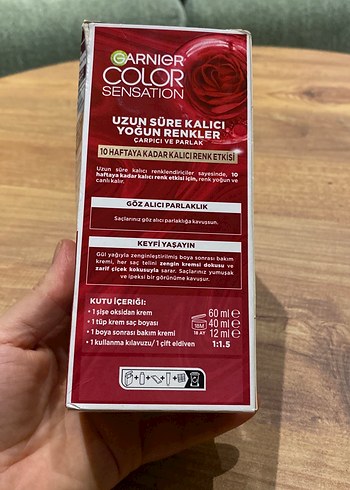 GARNIER
COLOR
SENSATION
UZUN SÜRE KALICI
YOĞUN RENKLER
ÇARPICI VE PARLAK
10 HAFTAYA KADAR KALICI RENK ETKİSİ
Uzun süre kalıcı renklendiriciler sayesinde, 10
haftaya kadar kalıcı renk etkisi için, renk yoğun ve
canlı kalır.
GÖZ ALICI PARLAKLIK
Saçlarınız göz alıcı parlaklığa kavuşsun.
KEYFİ YAŞAYIN
Gül yağıyla zenginleştirilmiş boya sonrası bakım
kremi, her saç telini zengin kremsi dokusu ve
zarif çiçek kokusuyla sarar. Saçlarınız yumuşak
ve ipeksi bir görünüme kavuşur.
KUTU İÇERİĞİ:
• 1 şişe oksidan krem 60 ml e
• 1 tüp krem saç boyası 18M 40 ml e
• 1 boya sonrası bakım kremi 18 AY 12 ml e
• 1 kullanma kılavuzu/ 1 çift eldiven 1:1.5